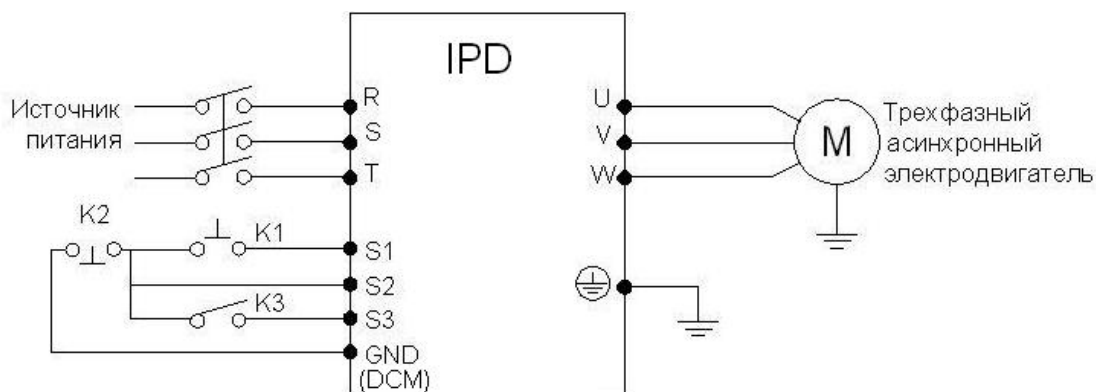 IPD
Источник
питания
R
S
T
U
V
W
M
Трехфазный
асинхронный
электродвигатель
K2
K1
S1
S2
K3
S3
GND
(DCM)